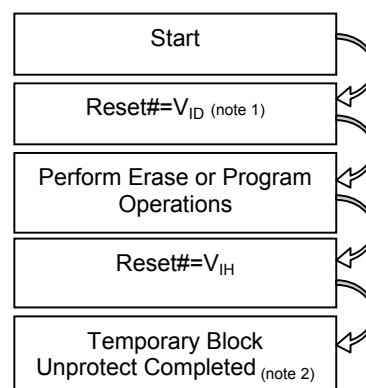 Start
Reset#=VID (note 1)
Perform Erase or Program
Operations
Reset#=VIH
Temporary Block
Unprotect Completed (note 2)